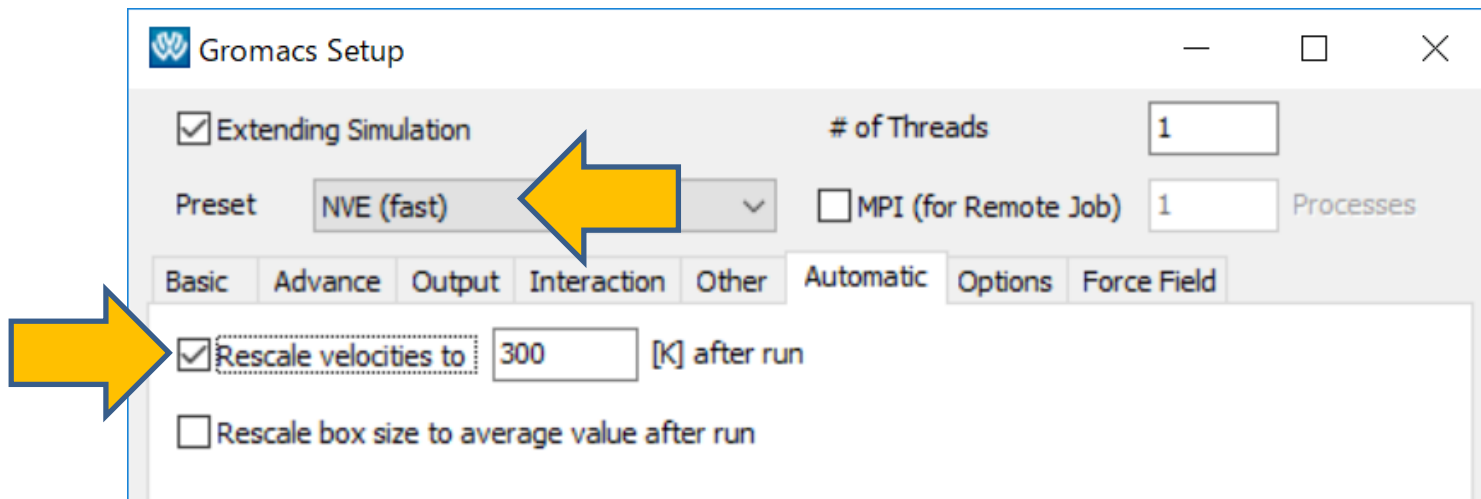 Gromacs Setup
Extending Simulation # of Threads 1
Preset NVE (fast) MPI (for Remote Job) 1 Processes
Basic Advance Output Interaction Other Automatic Options Force Field
Rescale velocities to 300 [K] after run
Rescale box size to average value after run